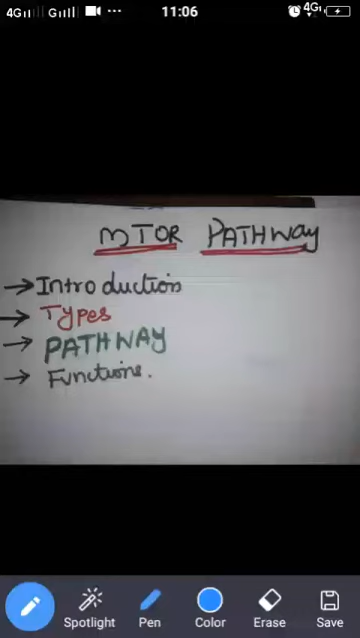 4G G 11:06 4G
mTOR PATHWAY
→ Introduction
→ Types
→ PATHWAY
→ Functions.
Spotlight Pen Color Erase Save